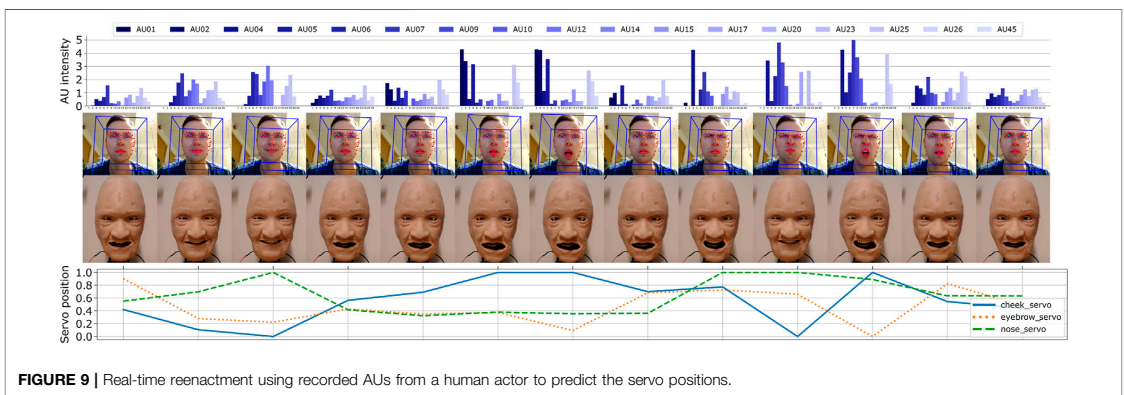 AU01 AU02 AU04 AU05 AU06 AU07 AU09 AU10 AU12 AU14 AU15 AU17 AU20 AU23 AU25 AU26 AU45
AU intensity
5
4
3
2
1
0
Servo position
1.0
0.8
0.6
0.4
0.2
0.0
cheek_servo
eyebrow_servo
nose_servo
FIGURE 9 | Real-time reenactment using recorded AUs from a human actor to predict the servo positions.